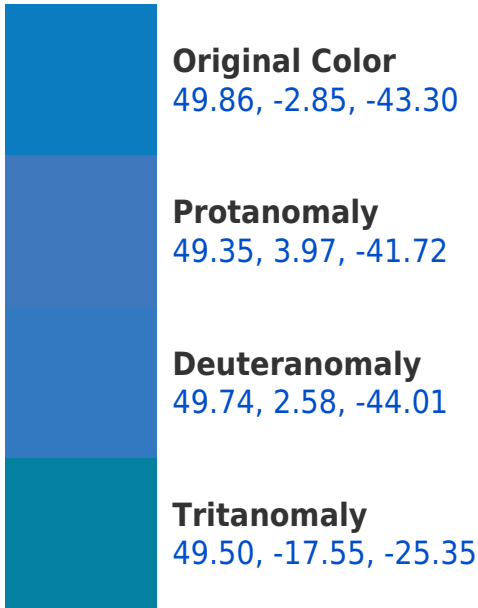 Original Color
49.86, -2.85, -43.30
Protanomaly
49.35, 3.97, -41.72
Deuteranomaly
49.74, 2.58, -44.01
Tritanomaly
49.50, -17.55, -25.35